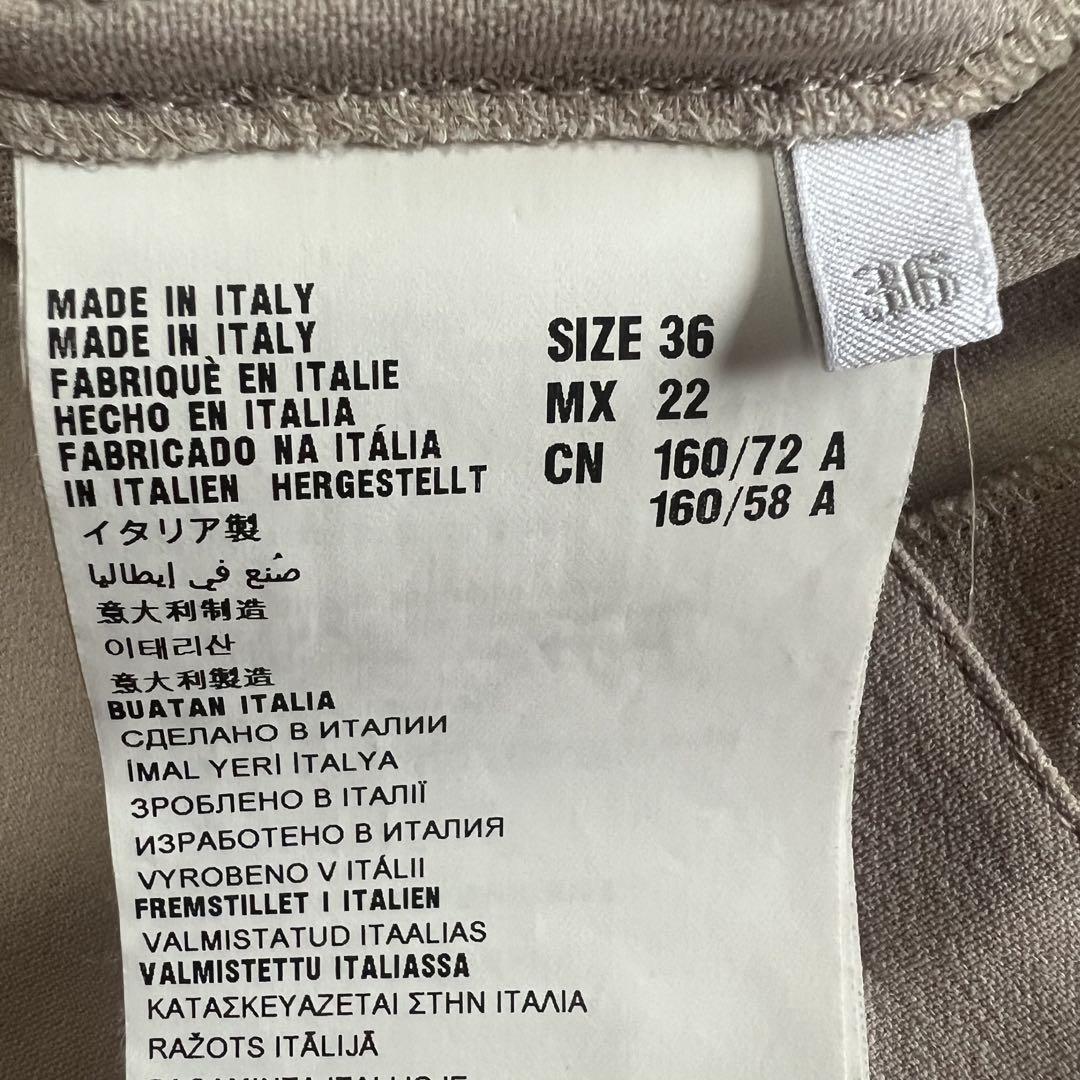 MADE IN ITALY
MADE IN ITALY
FABRIQUÈ EN ITALIE
HECHO EN ITALIA
FABRICADO NA ITÁLIA
IN ITALIEN HERGESTELLT
イタリア製
صُنع في إيطاليا
意大利制造
이태리산
意大利製造
BUATAN ITALIA
СДЕЛАНО В ИТАЛИИ
İMAL YERİ İTALYA
ЗРОБЛЕНО В ІТАЛІЇ
ИЗРАБОТЕНО В ИТАЛИЯ
VYROBENO V ITÁLII
FREMSTILLET I ITALIEN
VALMISTATUD ITAALIAS
VALMISTETTU ITALIASSA
ΚΑΤΑΣΚΕΥΑΖΕΤΑΙ ΣΤΗΝ ΙΤΑΛΙΑ
RAŽOTS ITĀLIJĀ
SIZE 36
MX 22
CN 160/72 A
160/58 A
36